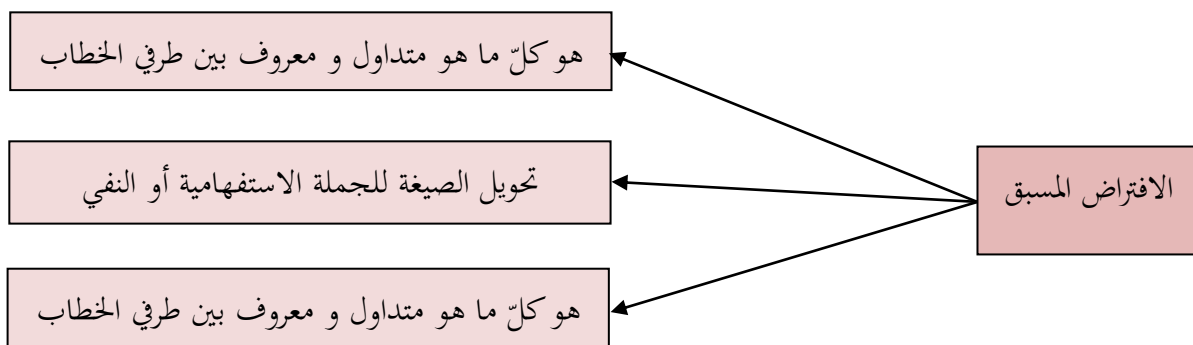 هو كلّ ما هو متداول و معروف بين طرفي الخطاب
الافتراض المسبق
تحويل الصيغة للجملة الاستفهامية أو النفي
هو كلّ ما هو متداول و معروف بين طرفي الخطاب